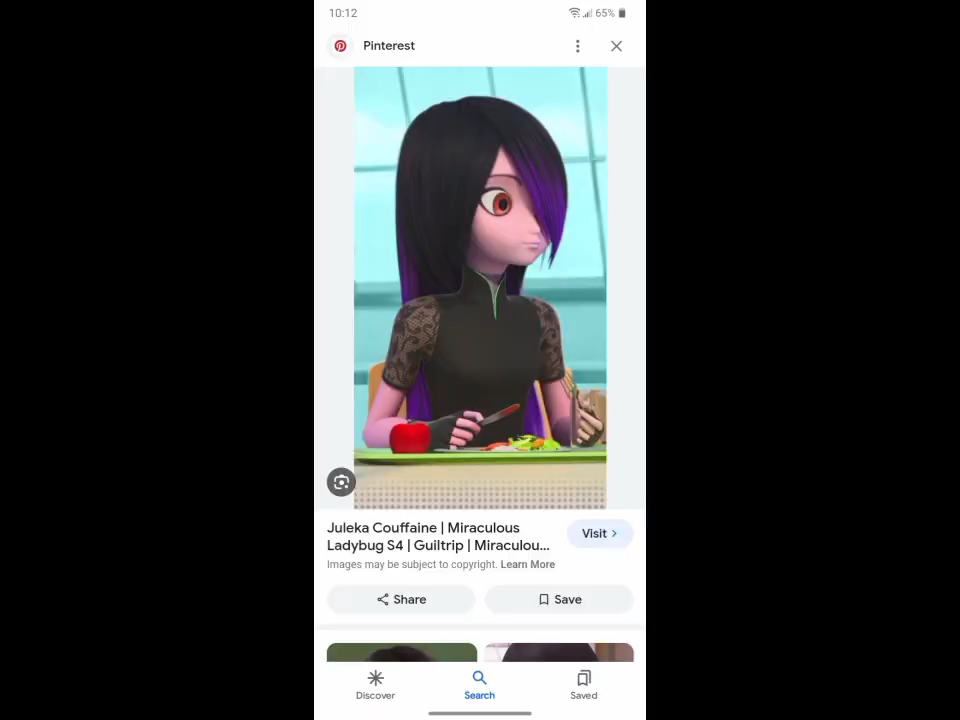 10:12
65%
Pinterest
Juleka Couffaine | Miraculous
Ladybug S4 | Guiltrip | Miraculou...
Visit
Images may be subject to copyright. Learn More
Share
Save
Discover
Search
Saved